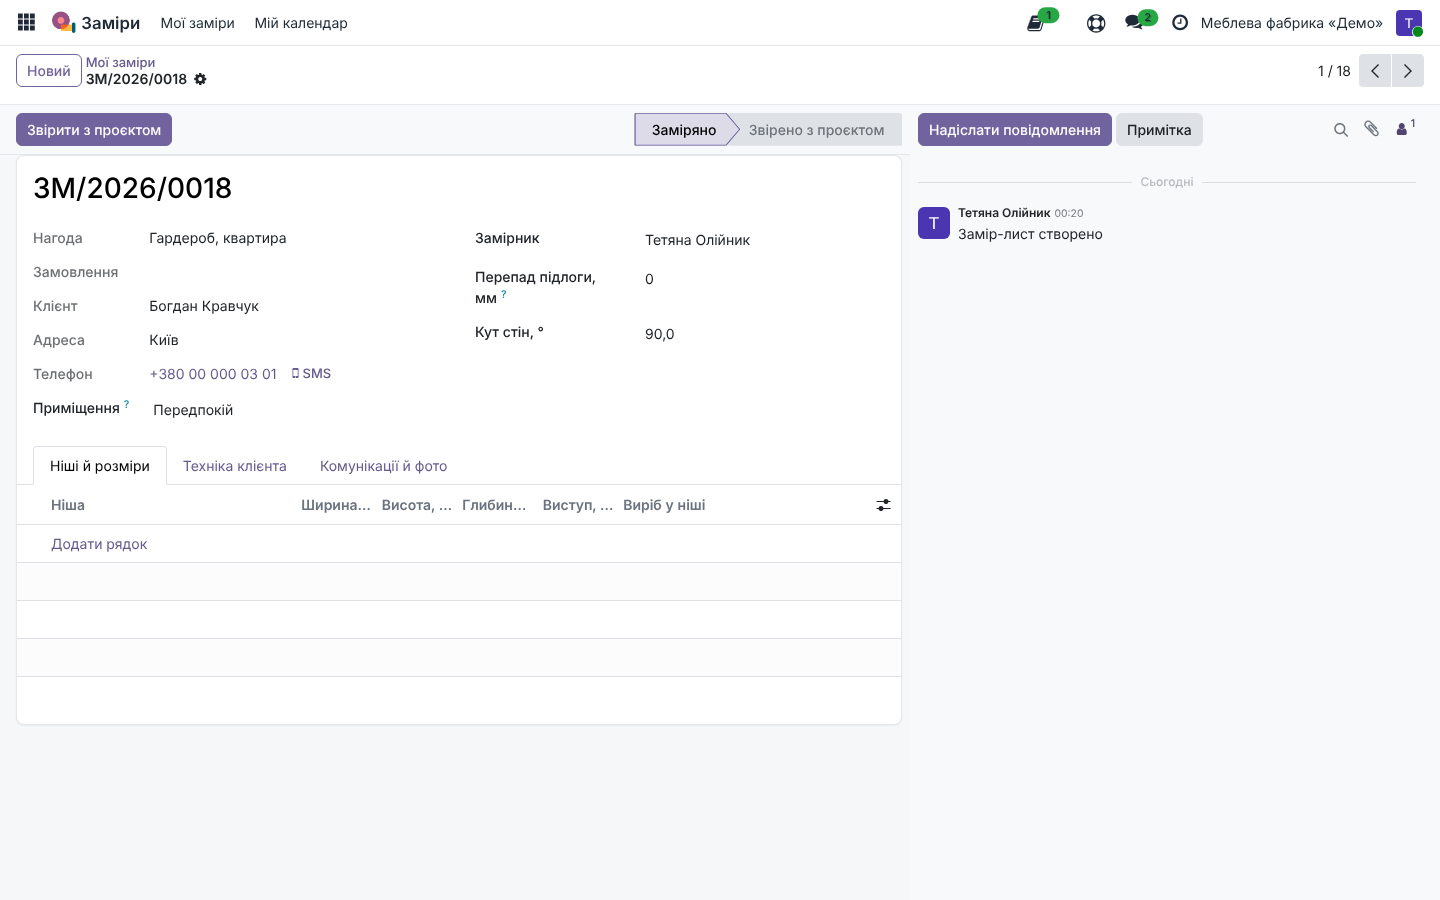 Заміри
Мої заміри
Мій календар
1
2
Меблева фабрика «Демо»
Т
Новий
Мої заміри
ЗМ/2026/0018
1 / 18
Звірити з проєктом
Заміряно
Звірено з проєктом
Надіслати повідомлення
Примітка
1
ЗМ/2026/0018
Нагода
Гардероб, квартира
Замовлення
Клієнт
Богдан Кравчук
Адреса
Київ
Телефон
+380 00 000 03 01
SMS
Приміщення ?
Передпокій
Замірник
Тетяна Олійник
Перепад підлоги,
мм ?
0
Кут стін, °
90,0
Сьогодні
Т
Тетяна Олійник 00:20
Замір-лист створено
Ніші й розміри
Техніка клієнта
Комунікації й фото
Ніша
Ширина...
Висота, ...
Глибин...
Виступ, ...
Виріб у ніші
Додати рядок